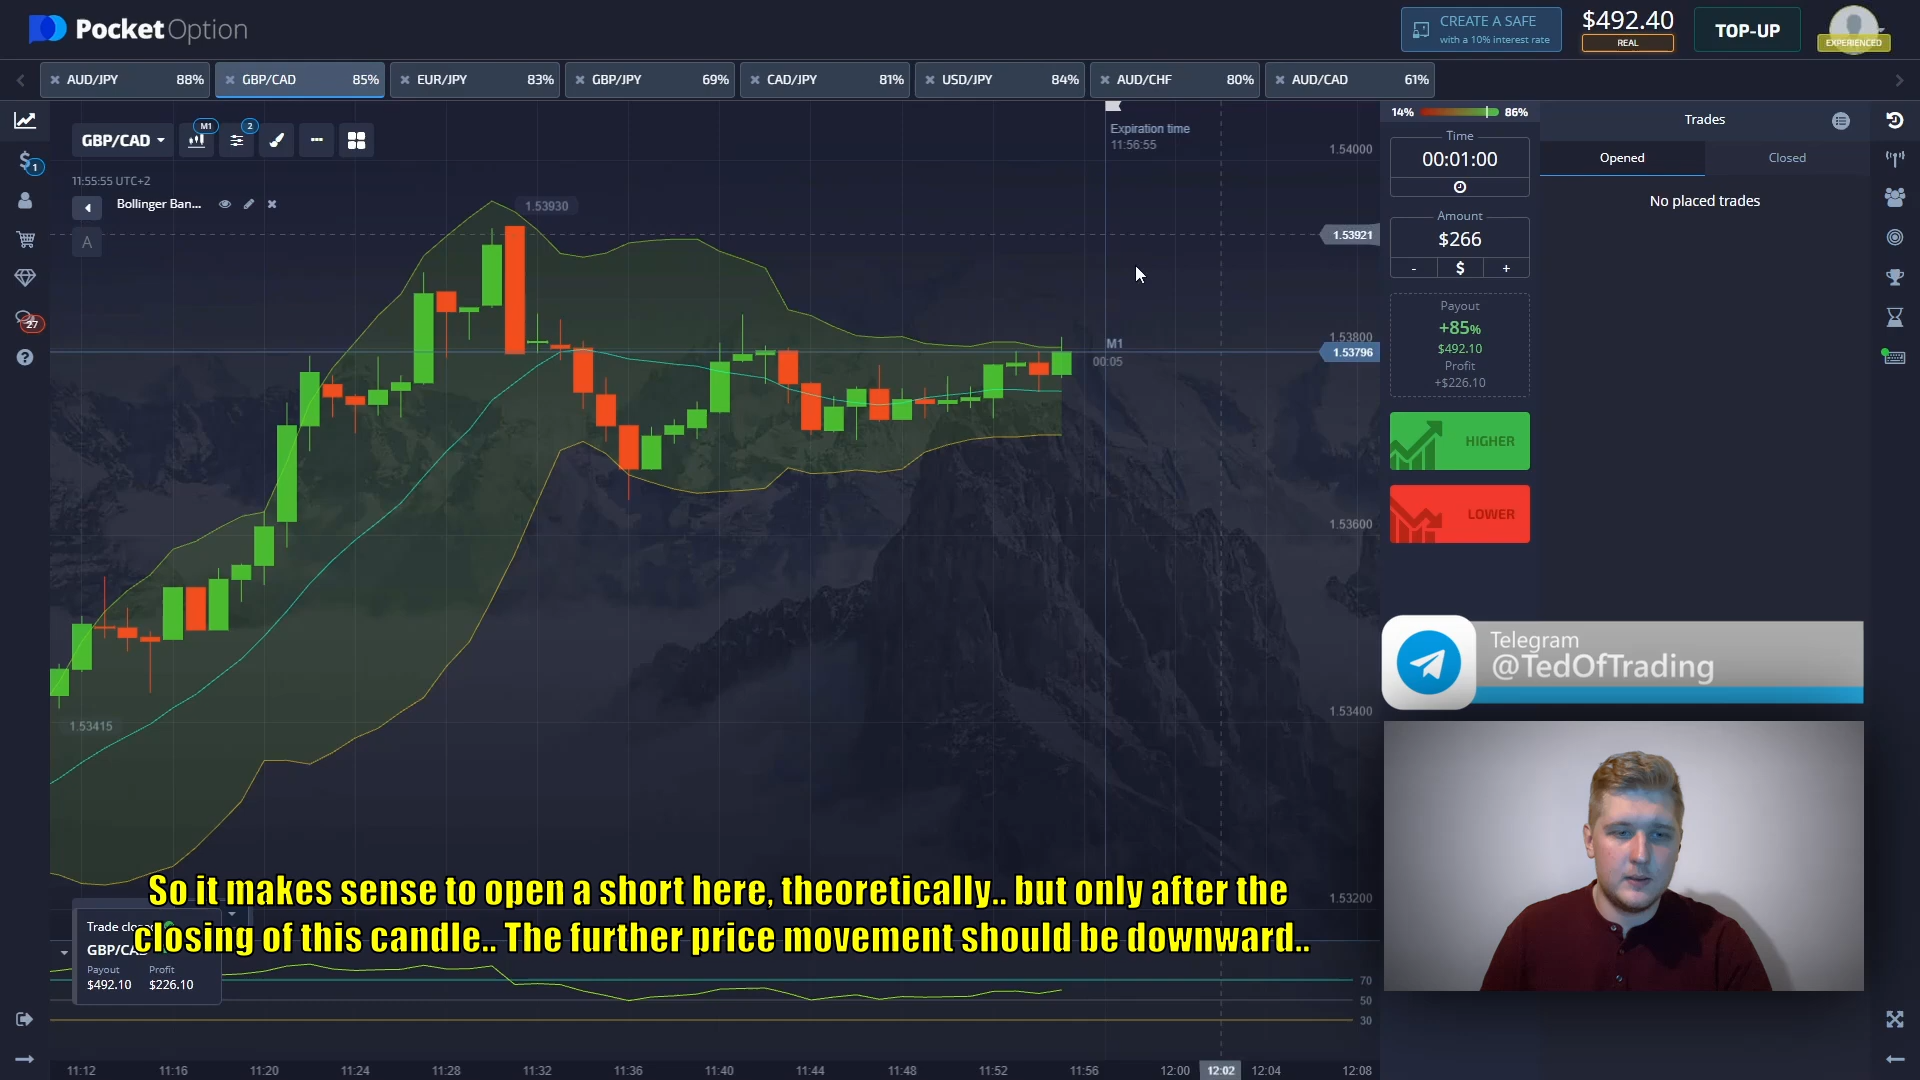 PocketOption
CREATE A SAFE
with a 10% interest rate
$492.40
REAL
TOP-UP
EXPERIENCED
AUD/JPY 88%
GBP/CAD 85%
EUR/JPY 83%
GBP/JPY 69%
CAD/JPY 81%
USD/JPY 84%
AUD/CHF 80%
AUD/CAD 61%
14% 86%
Trades
GBP/CAD
M1
2
Expiration time
11:56:55
1.54000
Time
00:01:00
Opened
Closed
1
No placed trades
11:55:55 UTC+2
Bollinger Ban...
A
1.53930
1.53921
Amount
$266
- $ +
27
Payout
+85%
$492.10
Profit
+$226.10
M1
00:05
1.53800
1.53796
HIGHER
LOWER
1.53600
Telegram
@TedOfTrading
1.53415
1.53400
So it makes sense to open a short here, theoretically.. but only after the
closing of this candle.. The further price movement should be downward..
1.53200
Trade
GBP/CAD
Payout Profit
$492.10 $226.10
70
50
30
11:12 11:16 11:20 11:24 11:28 11:32 11:36 11:40 11:44 11:48 11:52 11:56 12:00 12:02 12:04 12:08